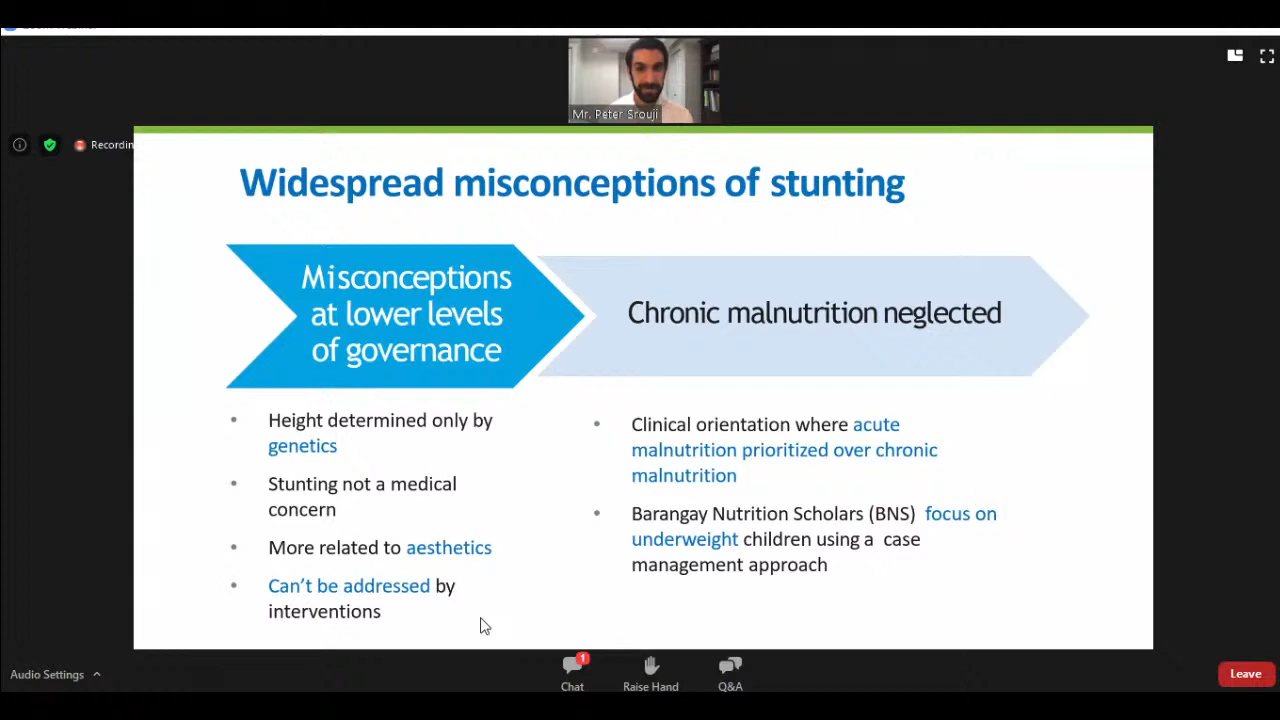 Mr. Peter Srouji
Recordin
Widespread misconceptions of stunting
Misconceptions
at lower levels
of governance
Chronic malnutrition neglected
• Height determined only by
genetics
• Stunting not a medical
concern
• More related to aesthetics
• Can't be addressed by
interventions
• Clinical orientation where acute
malnutrition prioritized over chronic
malnutrition
• Barangay Nutrition Scholars (BNS) focus on
underweight children using a case
management approach
Audio Settings
1
Chat
Raise Hand
Q&A
Leave